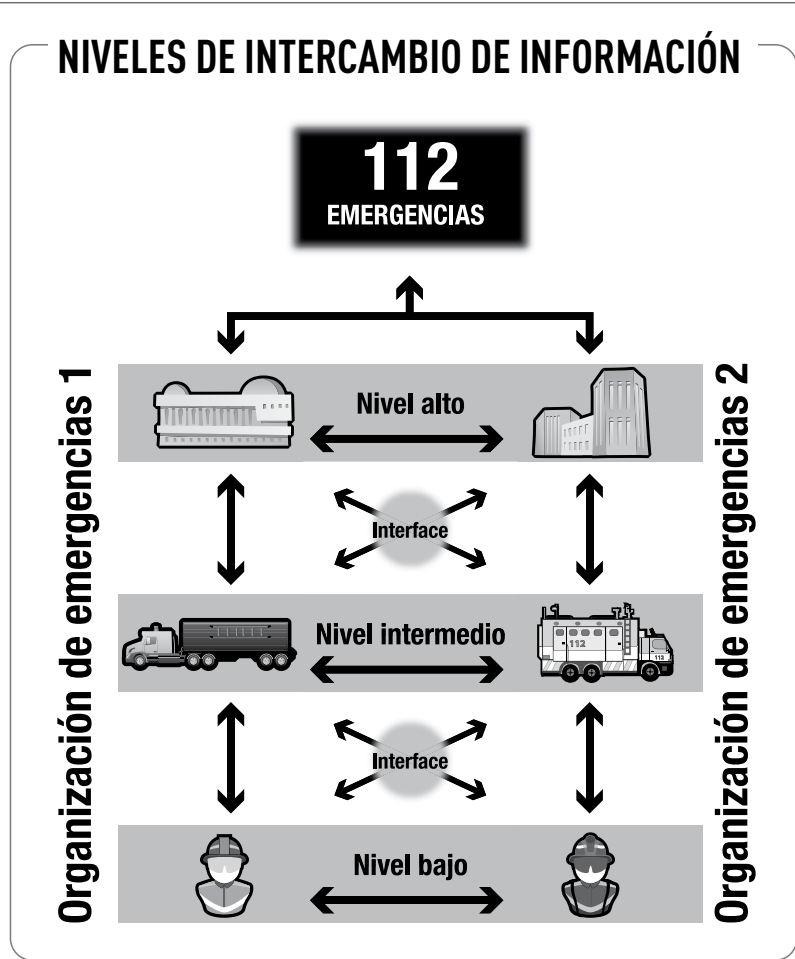 NIVELES DE INTERCAMBIO DE INFORMACIÓN
112
EMERGENCIAS
Organización de emergencias 1
Organización de emergencias 2
Nivel alto
Interface
Nivel intermedio
112
112
Interface
Nivel bajo